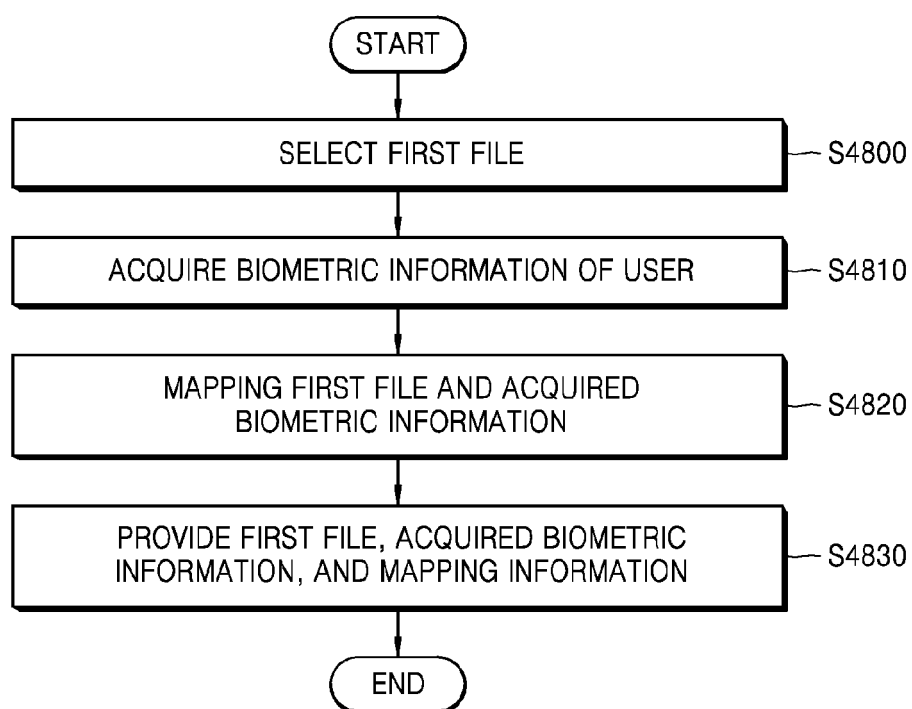 START
SELECT FIRST FILE
S4800
ACQUIRE BIOMETRIC INFORMATION OF USER
S4810
MAPPING FIRST FILE AND ACQUIRED
BIOMETRIC INFORMATION
S4820
PROVIDE FIRST FILE, ACQUIRED BIOMETRIC
INFORMATION, AND MAPPING INFORMATION
S4830
END